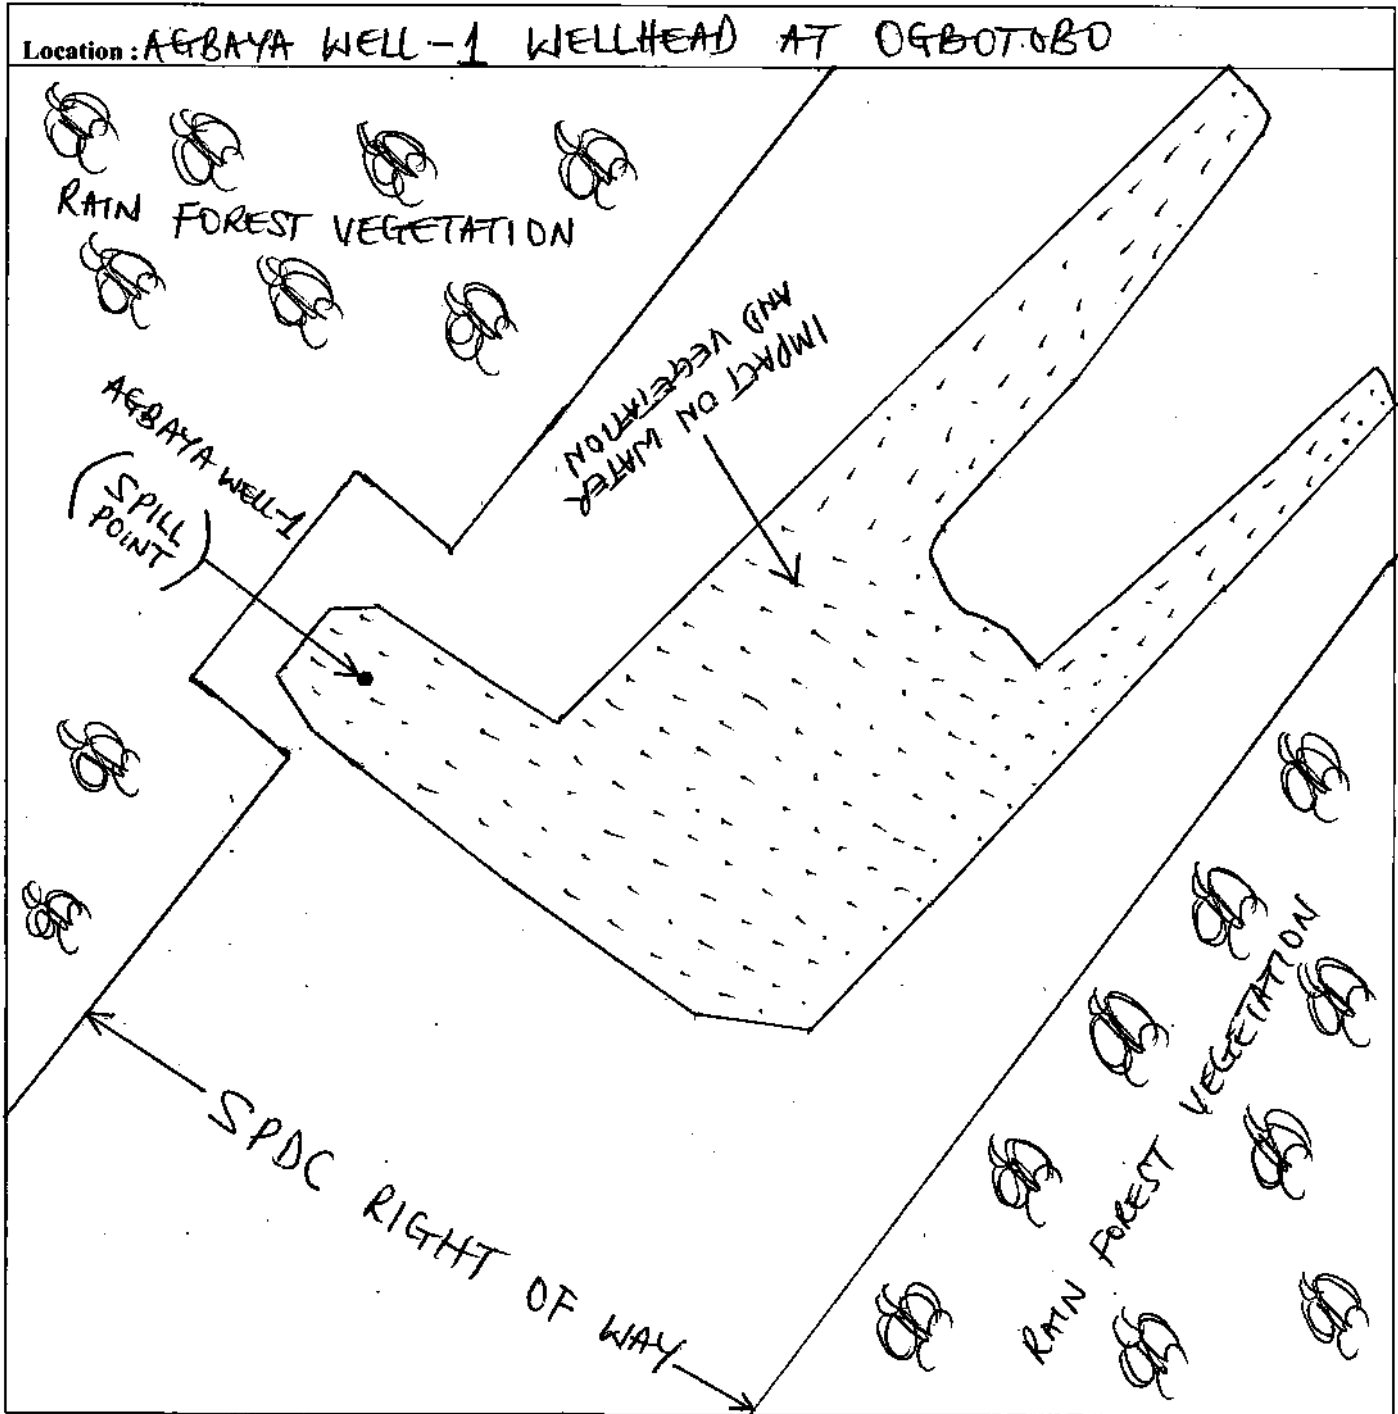 Location : AGBAYA WELL-1 WELLHEAD AT OGBOTOBO
RAIN FOREST VEGETATION
AGBAYA WELL-1
(SPILL
POINT)
IMPACT ON WATER
AND VEGETATION
SPDC RIGHT OF WAY
RAIN FOREST VEGETATION